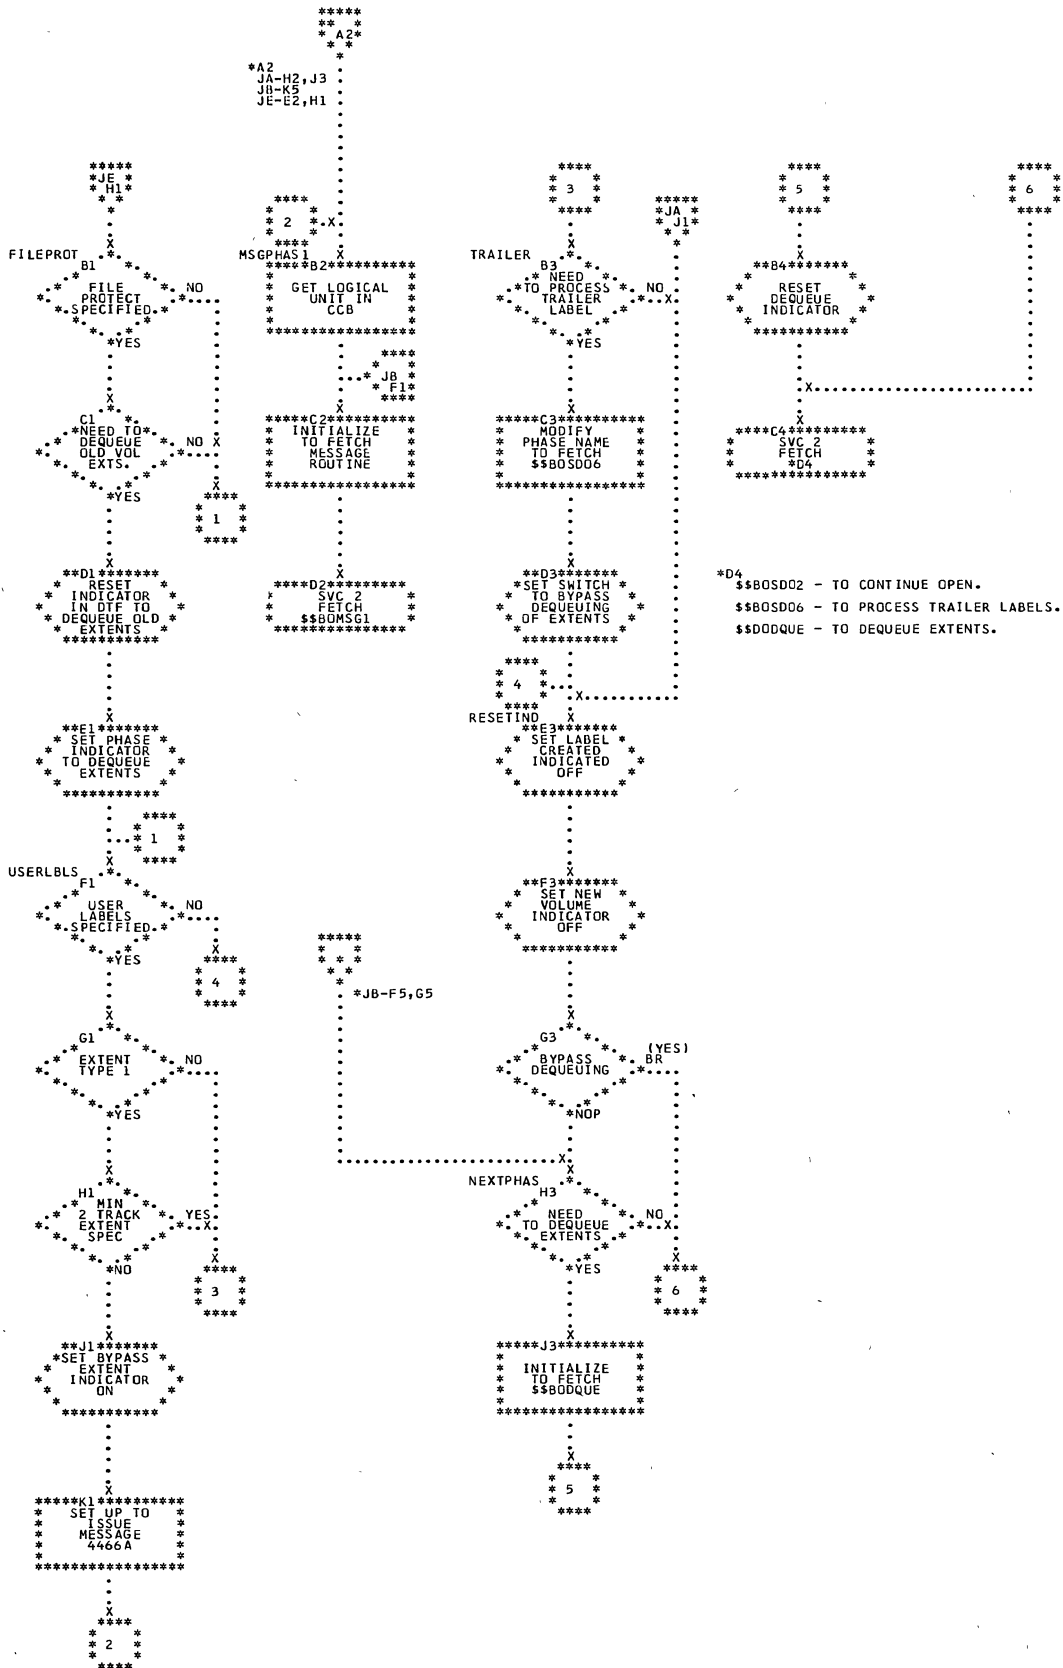 A2
*A2
JA-H2,J3
JB-K5
JE-E2,H1
JE
H1
2
3
JA
J1
5
6
FILEPROT
B1
FILE
PROTECT
SPECIFIED
NO
YES
MSGPHAS1
B2
GET LOGICAL
UNIT IN
CCB
JB
F1
TRAILER
B3
NEED
TO PROCESS
TRAILER
LABEL
NO
YES
B4
RESET
DEQUEUE
INDICATOR
C1
NEED TO
DEQUEUE
OLD VOL
EXTS.
NO
YES
1
C2
INITIALIZE
TO FETCH
MESSAGE
ROUTINE
C3
MODIFY
PHASE NAME
TO FETCH
$$BOSDO6
C4
SVC 2
FETCH
*D4
D1
RESET
INDICATOR
IN DTF TO
DEQUEUE OLD
EXTENTS
D2
SVC 2
FETCH
$$BOMSG1
D3
SET SWITCH
TO BYPASS
DEQUEUING
OF EXTENTS
*D4
$$BOSDO2 - TO CONTINUE OPEN.
$$BOSDO6 - TO PROCESS TRAILER LABELS.
$$DODQUE - TO DEQUEUE EXTENTS.
4
RESETIND
E1
SET PHASE
INDICATOR
TO DEQUEUE
EXTENTS
E3
SET LABEL
CREATED
INDICATED
OFF
1
USERLBLS
F1
USER
LABELS
SPECIFIED
NO
YES
4
F3
SET NEW
VOLUME
INDICATOR
OFF
*JB-F5,G5
G1
EXTENT
TYPE 1
NO
YES
G3
BYPASS
DEQUEUING
(YES)
BR
NOP
H1
MIN
2 TRACK
EXTENT
SPEC
YES
NO
3
NEXTPHAS
H3
NEED
TO DEQUEUE
EXTENTS
NO
YES
6
J1
SET BYPASS
EXTENT
INDICATOR
ON
J3
INITIALIZE
TO FETCH
$$BODQUE
5
K1
SET UP TO
ISSUE
MESSAGE
4466A
2